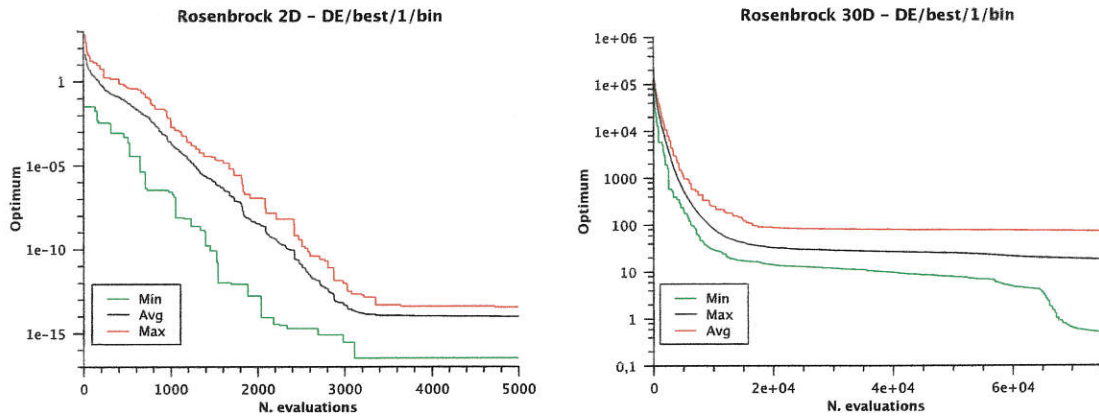 Rosenbrock 2D – DE/best/1/bin
Optimum
1
1e–05
1e–10
1e–15
Min
Avg
Max
0 1000 2000 3000 4000 5000
N. evaluations
Rosenbrock 30D – DE/best/1/bin
Optimum
1e+06
1e+05
1e+04
1000
100
10
1
0,1
Min
Max
Avg
0 2e+04 4e+04 6e+04
N. evaluations